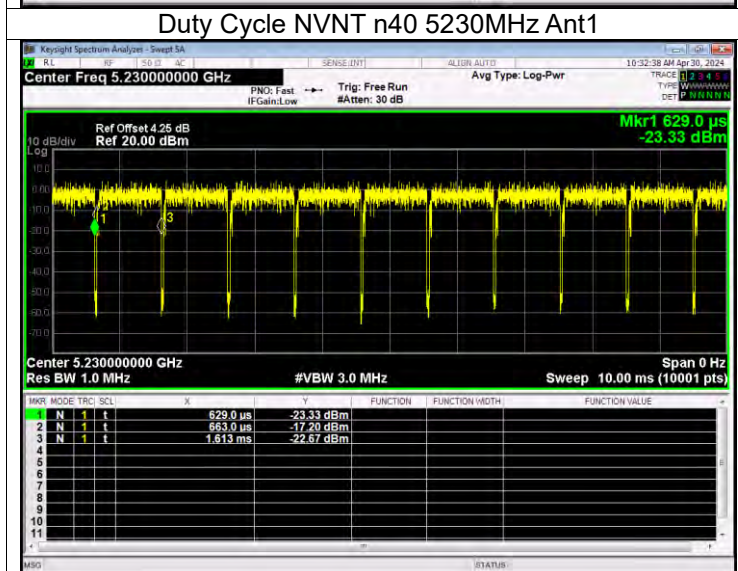 Duty Cycle NVNT n40 5230MHz Ant1
Keysight Spectrum Analyzer - Swept SA
RL RF 50 Ω AC SENSE:INT ALIGN AUTO 10:32:38 AM Apr 30, 2024
Center Freq 5.230000000 GHz Avg Type: Log-Pwr TRACE 1 2 3 4 5 6
PNO: Fast Trig: Free Run TYPE WWWWWW
IFGain:Low #Atten: 30 dB DET P N N N N N
Mkr1 629.0 µs
Ref Offset 4.25 dB
10 dB/div Ref 20.00 dBm -23.33 dBm
Log
10.0
0.00
-10.0
-20.0
-30.0
-40.0
-50.0
-60.0
-70.0
1
2
3
Center 5.230000000 GHz Span 0 Hz
Res BW 1.0 MHz #VBW 3.0 MHz Sweep 10.00 ms (10001 pts)
MKR MODE TRC SCL X Y FUNCTION FUNCTION WIDTH FUNCTION VALUE
1 N 1 t 629.0 µs -23.33 dBm
2 N 1 t 663.0 µs -17.20 dBm
3 N 1 t 1.613 ms -22.67 dBm
4
5
6
7
8
9
10
11
MSG STATUS